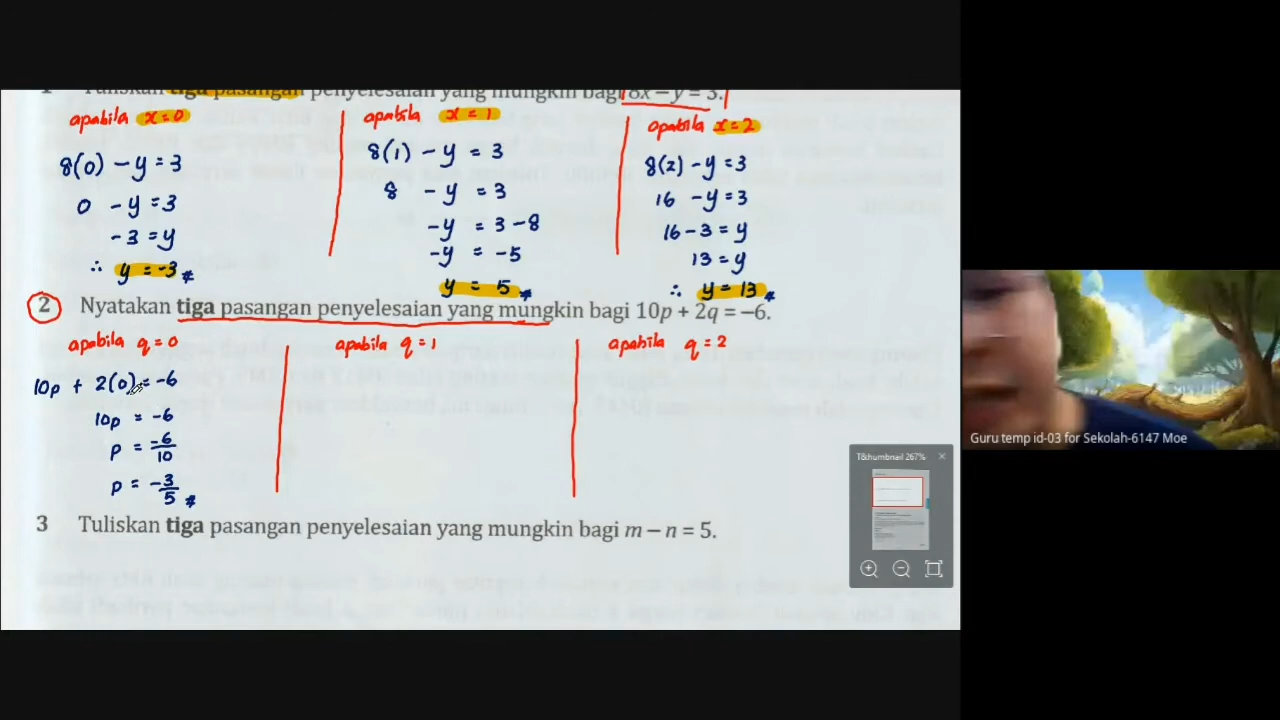 1 Tuliskan tiga pasangan penyelesaian yang mungkin bagi 8x – y = 3.
apabila x = 0
8(0) - y = 3
0 - y = 3
-3 = y
∴ y = -3
apabila x = 1
8(1) - y = 3
8 - y = 3
-y = 3 - 8
-y = -5
y = 5
apabila x = 2
8(2) - y = 3
16 - y = 3
16 - 3 = y
13 = y
∴ y = 13
2 Nyatakan tiga pasangan penyelesaian yang mungkin bagi 10p + 2q = –6.
apabila q = 0
10p + 2(0) = -6
10p = -6
p = -6/10
p = -3/5
apabila q = 1
apabila q = 2
3 Tuliskan tiga pasangan penyelesaian yang mungkin bagi m – n = 5.
T&humbnail 267%
Guru temp id-03 for Sekolah-6147 Moe